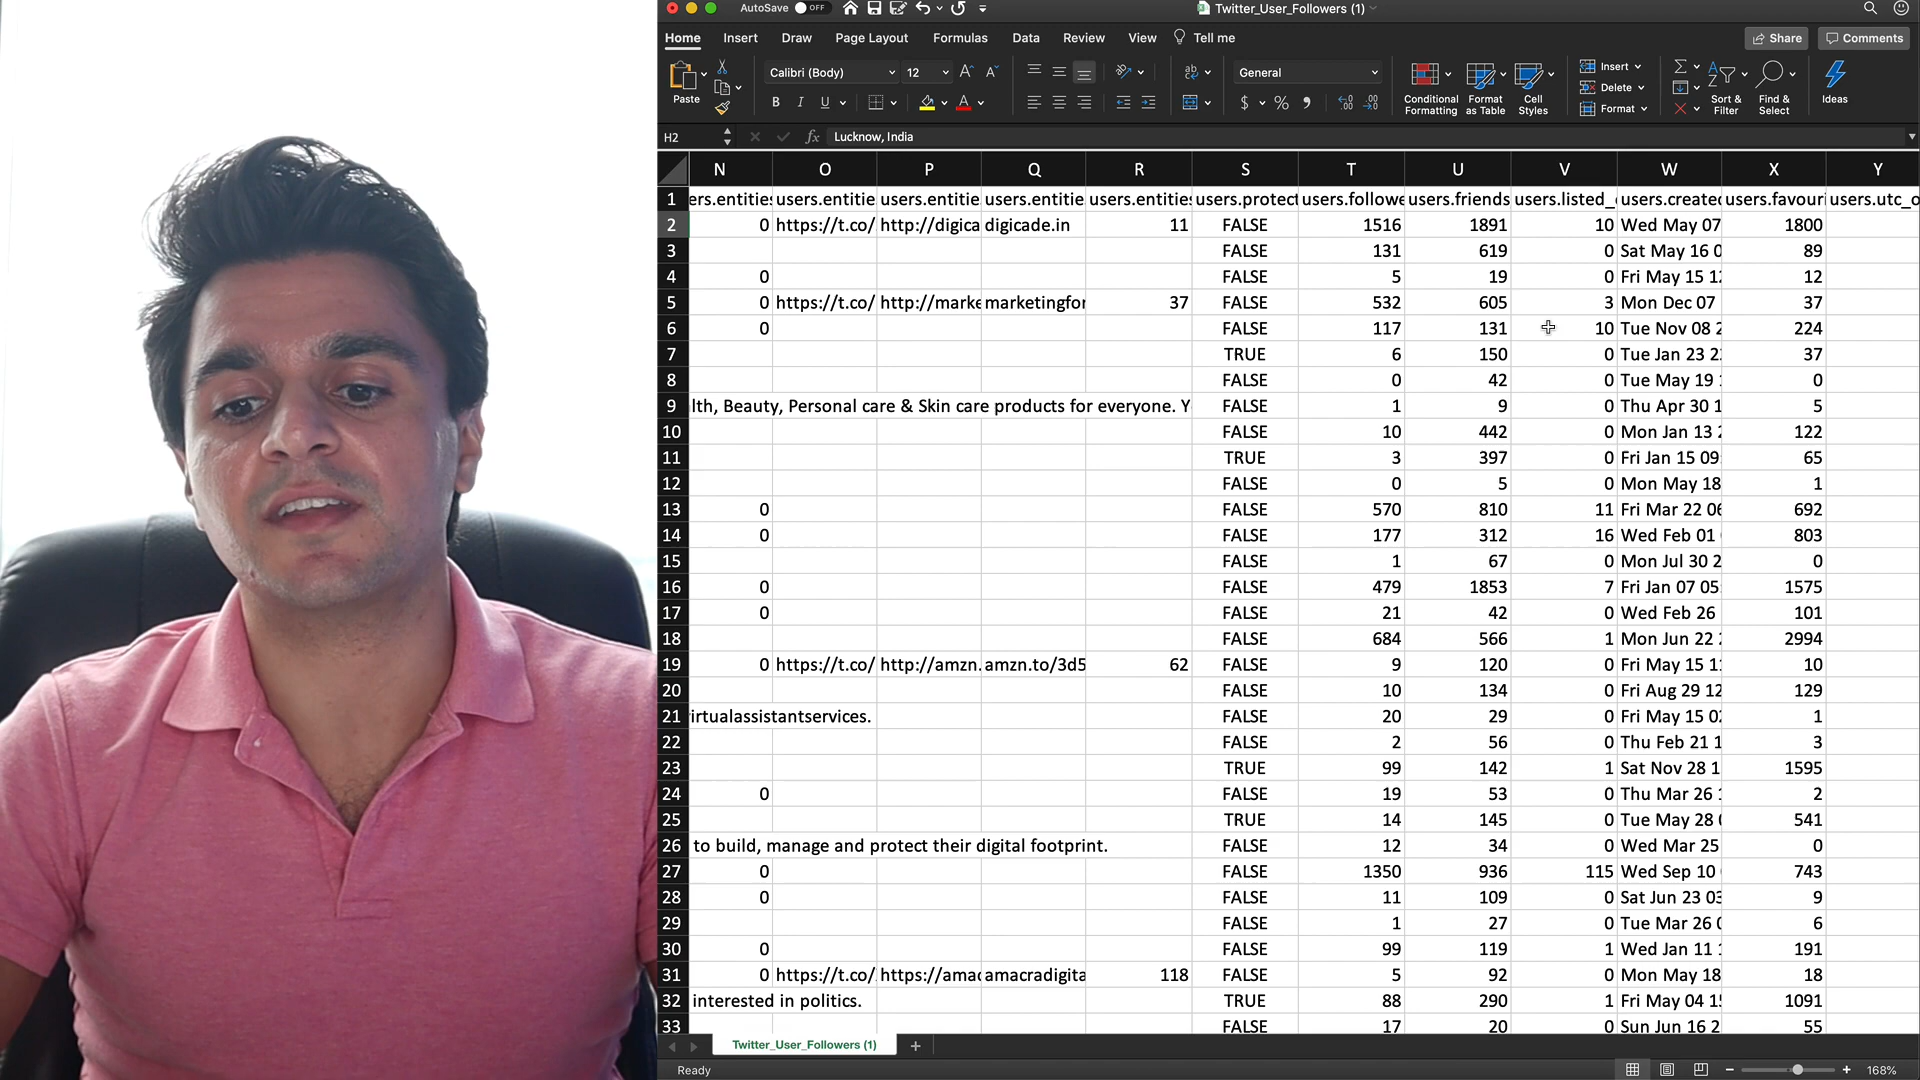 AutoSave OFF Twitter_User_Followers (1)
Home Insert Draw Page Layout Formulas Data Review View Tell me Share Comments
Paste Calibri (Body) 12 General Conditional Formatting Format as Table Cell Styles Insert Delete Format Sort & Filter Find & Select Ideas
H2 fx Lucknow, India
N O P Q R S T U V W X Y
1 ers.entities users.entitie users.entitie users.entitie users.entities users.protect users.followe users.friends users.listed_ users.created users.favouri users.utc_o
2 0 https://t.co/ http://digica digicade.in 11 FALSE 1516 1891 10 Wed May 07 1800
3 FALSE 131 619 0 Sat May 16 0 89
4 0 FALSE 5 19 0 Fri May 15 12 12
5 0 https://t.co/ http://marke marketingfor 37 FALSE 532 605 3 Mon Dec 07 37
6 0 FALSE 117 131 10 Tue Nov 08 2 224
7 TRUE 6 150 0 Tue Jan 23 2 37
8 FALSE 0 42 0 Tue May 19 0
9 lth, Beauty, Personal care & Skin care products for everyone. Y FALSE 1 9 0 Thu Apr 30 1 5
10 FALSE 10 442 0 Mon Jan 13 2 122
11 TRUE 3 397 0 Fri Jan 15 09 65
12 FALSE 0 5 0 Mon May 18 1
13 0 FALSE 570 810 11 Fri Mar 22 06 692
14 0 FALSE 177 312 16 Wed Feb 01 803
15 FALSE 1 67 0 Mon Jul 30 2 0
16 0 FALSE 479 1853 7 Fri Jan 07 05 1575
17 0 FALSE 21 42 0 Wed Feb 26 101
18 FALSE 684 566 1 Mon Jun 22 2994
19 0 https://t.co/ http://amzn. amzn.to/3d5 62 FALSE 9 120 0 Fri May 15 1 10
20 FALSE 10 134 0 Fri Aug 29 12 129
21 irtualassistantservices. FALSE 20 29 0 Fri May 15 02 1
22 FALSE 2 56 0 Thu Feb 21 1 3
23 TRUE 99 142 1 Sat Nov 28 1 1595
24 0 FALSE 19 53 0 Thu Mar 26 2
25 TRUE 14 145 0 Tue May 28 0 541
26 to build, manage and protect their digital footprint. FALSE 12 34 0 Wed Mar 25 0
27 0 FALSE 1350 936 115 Wed Sep 10 743
28 0 FALSE 11 109 0 Sat Jun 23 03 9
29 FALSE 1 27 0 Tue Mar 26 0 6
30 0 FALSE 99 119 1 Wed Jan 11 191
31 0 https://t.co/ https://amac amacradigita 118 FALSE 5 92 0 Mon May 18 18
32 interested in politics. TRUE 88 290 1 Fri May 04 15 1091
33 FALSE 17 20 0 Sun Jun 16 2 55
Twitter_User_Followers (1)
Ready 168%